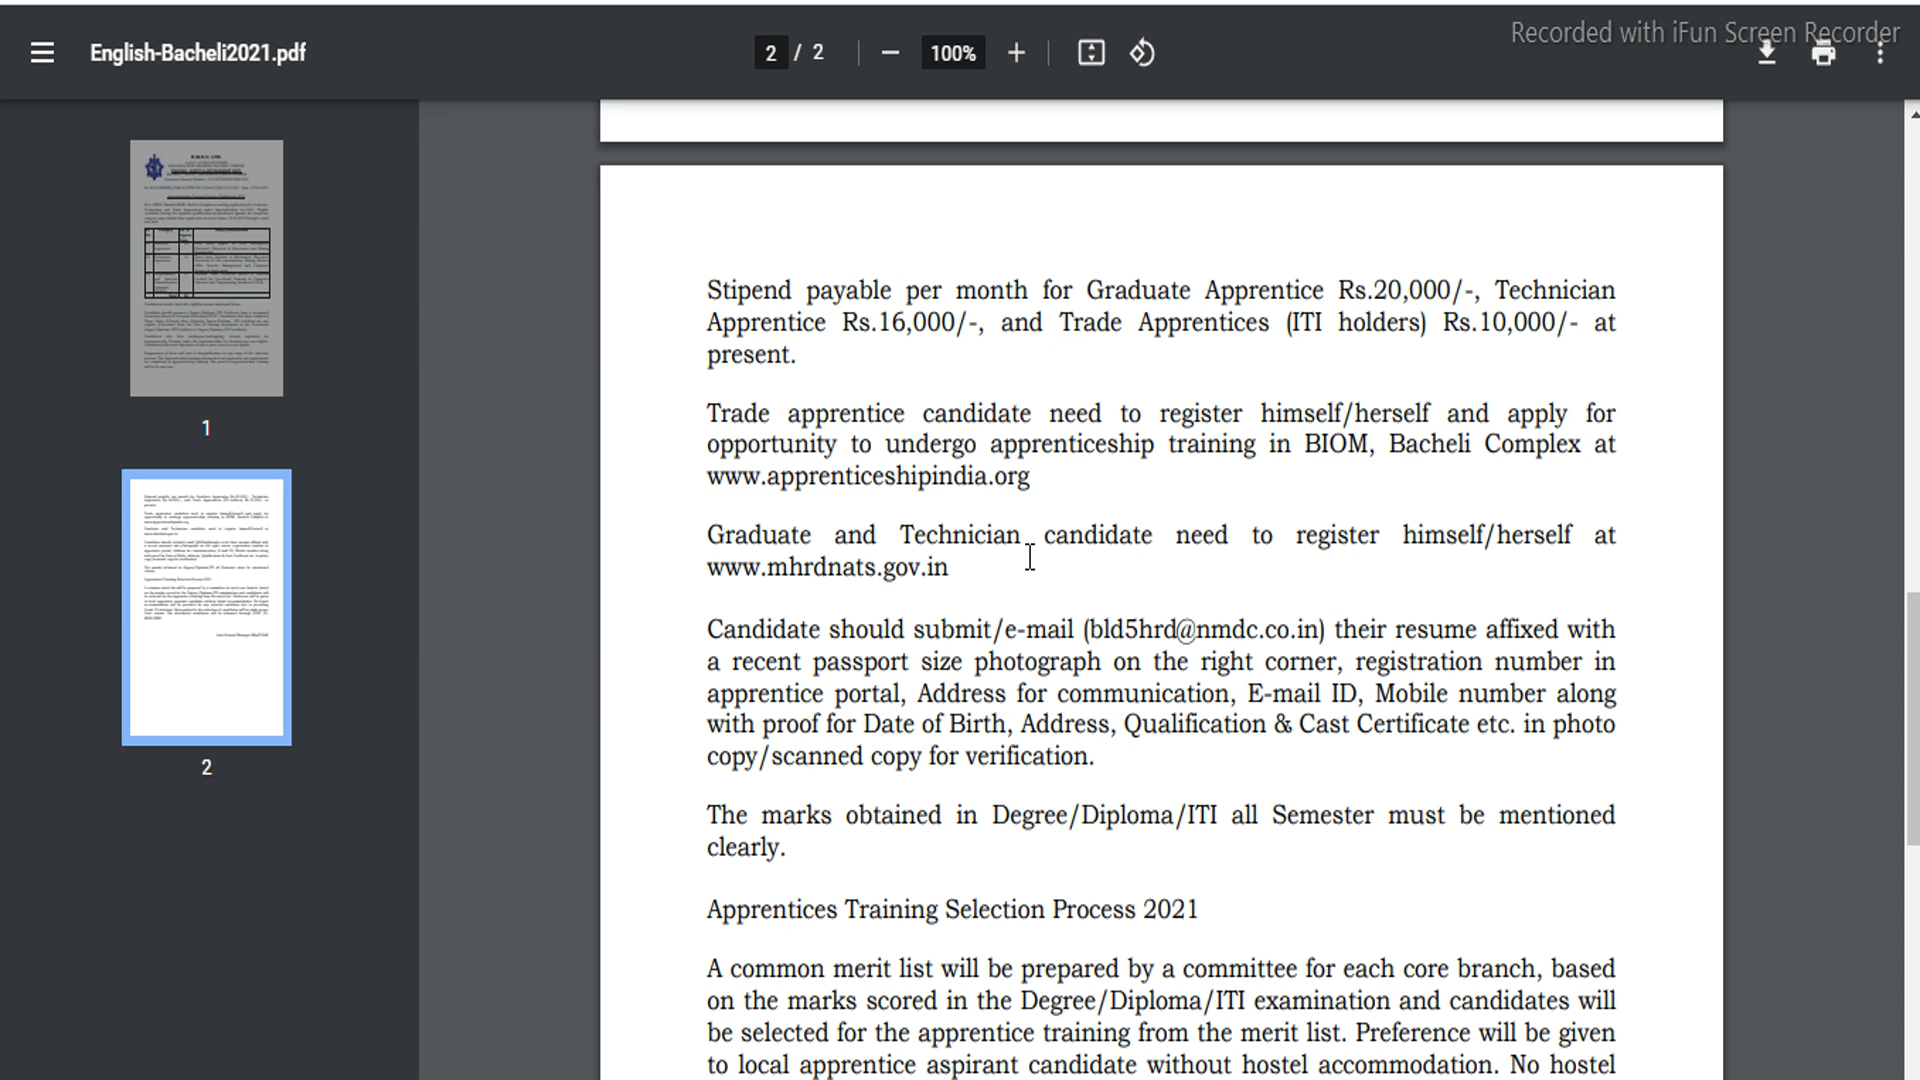 Recorded with iFun Screen Recorder
English-Bacheli2021.pdf
2 / 2
100%
1
2
Stipend payable per month for Graduate Apprentice Rs.20,000/-, Technician
Apprentice Rs.16,000/-, and Trade Apprentices (ITI holders) Rs.10,000/- at
present.
Trade apprentice candidate need to register himself/herself and apply for
opportunity to undergo apprenticeship training in BIOM, Bacheli Complex at
www.apprenticeshipindia.org
Graduate and Technician candidate need to register himself/herself at
www.mhrdnats.gov.in
Candidate should submit/e-mail (bld5hrd@nmdc.co.in) their resume affixed with
a recent passport size photograph on the right corner, registration number in
apprentice portal, Address for communication, E-mail ID, Mobile number along
with proof for Date of Birth, Address, Qualification & Cast Certificate etc. in photo
copy/scanned copy for verification.
The marks obtained in Degree/Diploma/ITI all Semester must be mentioned
clearly.
Apprentices Training Selection Process 2021
A common merit list will be prepared by a committee for each core branch, based
on the marks scored in the Degree/Diploma/ITI examination and candidates will
be selected for the apprentice training from the merit list. Preference will be given
to local apprentice aspirant candidate without hostel accommodation. No hostel